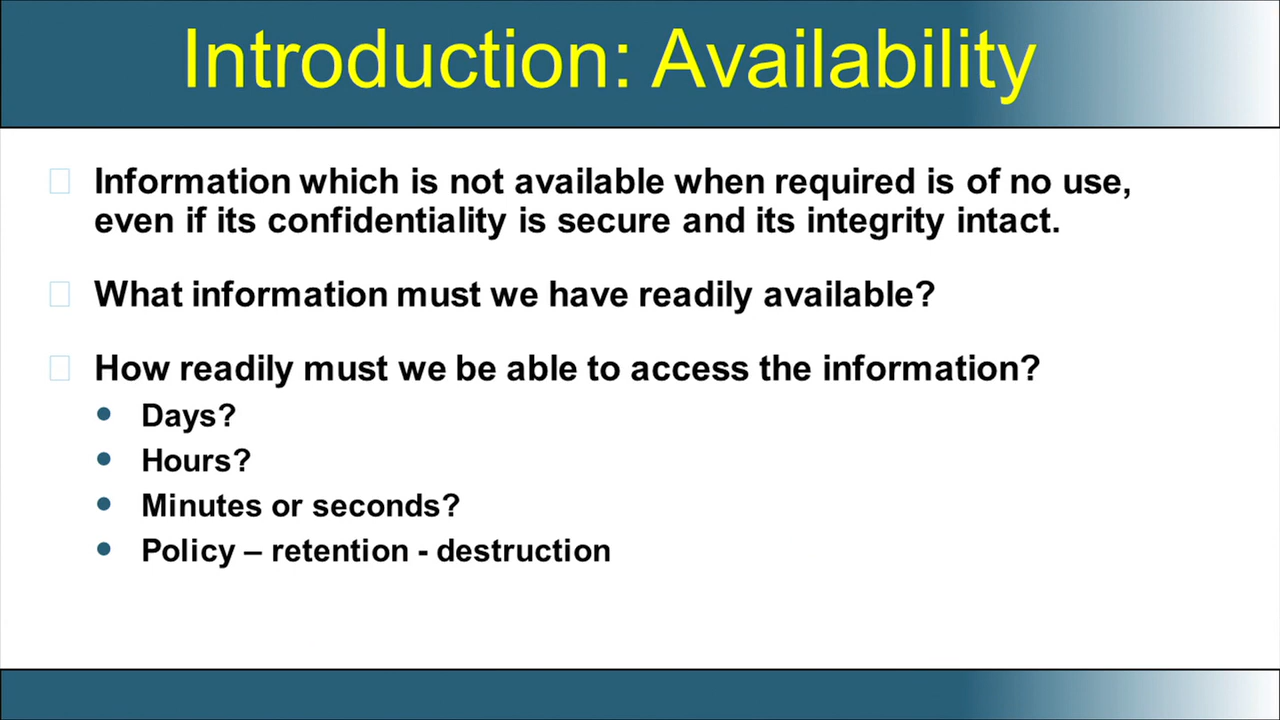 Introduction: Availability
Information which is not available when required is of no use,
even if its confidentiality is secure and its integrity intact.
What information must we have readily available?
How readily must we be able to access the information?
Days?
Hours?
Minutes or seconds?
Policy – retention - destruction